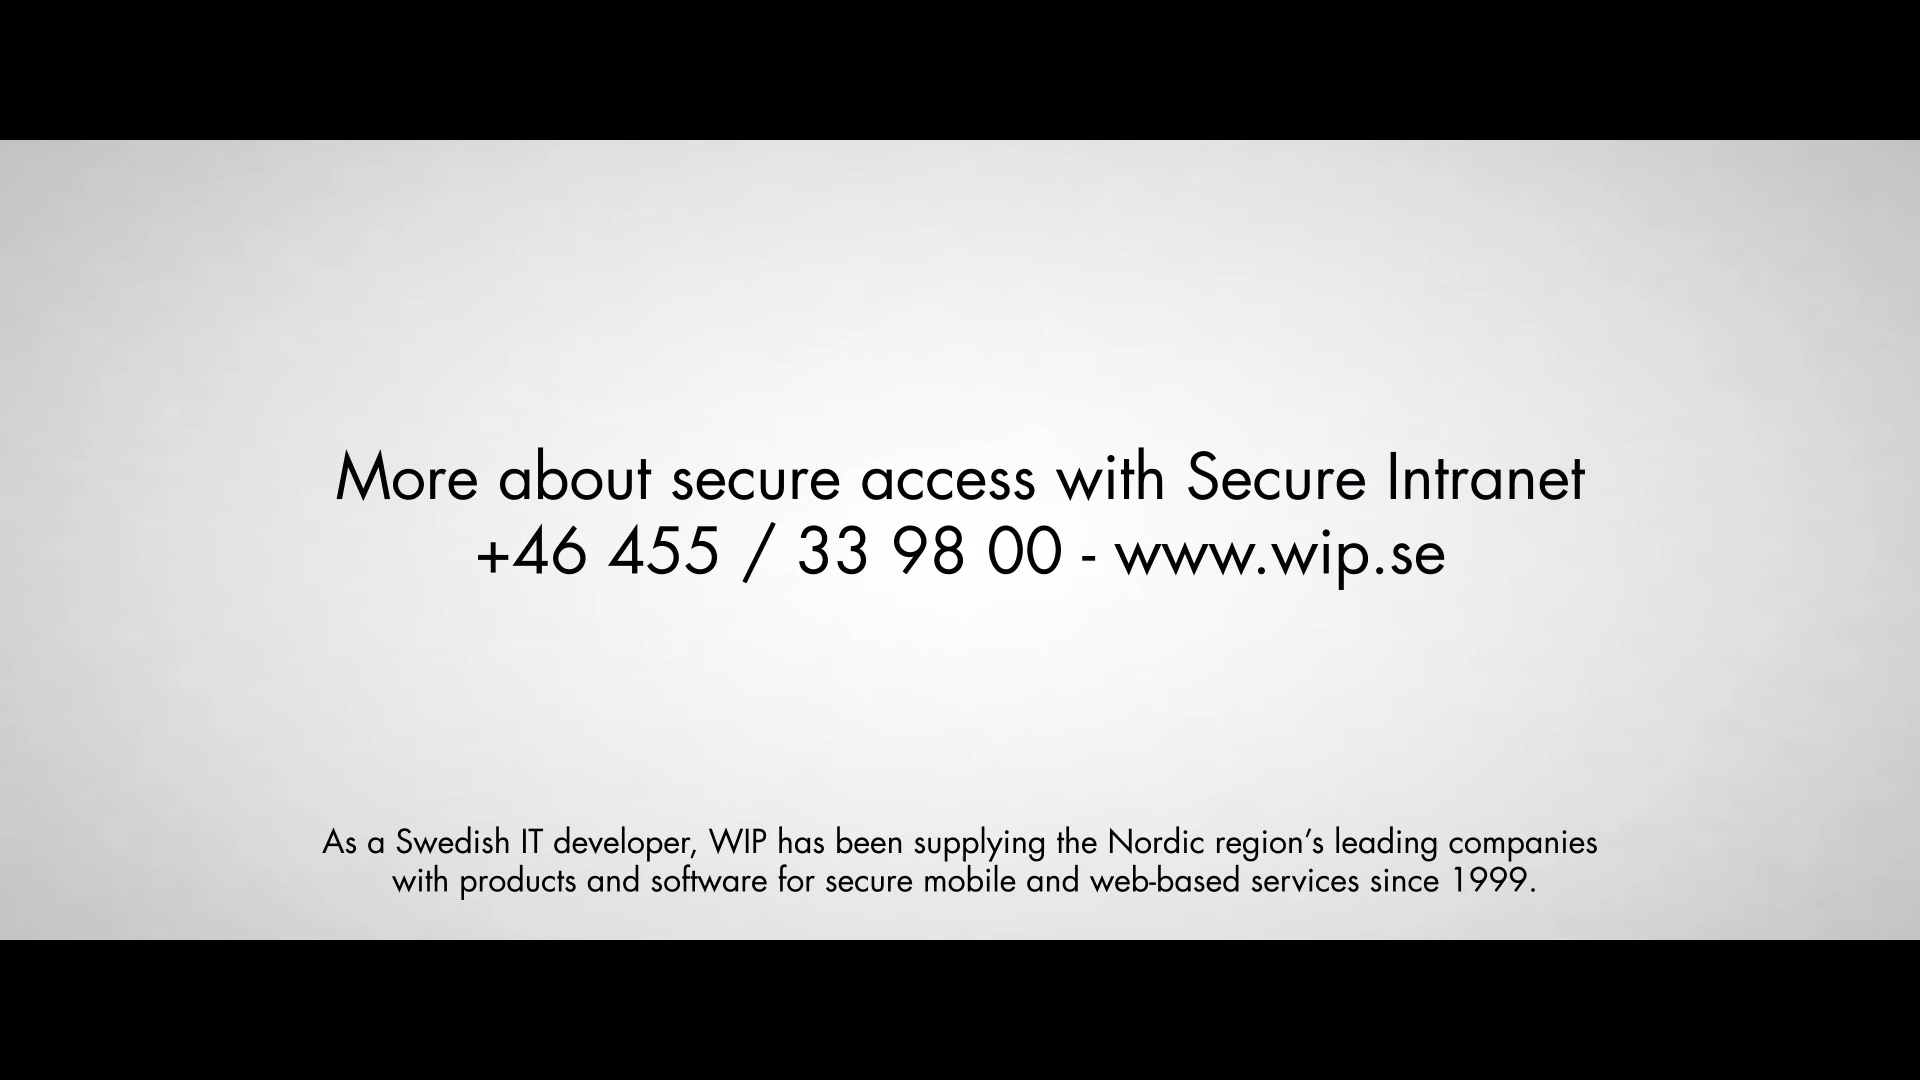 More about secure access with Secure Intranet
+46 455 / 33 98 00 - www.wip.se
As a Swedish IT developer, WIP has been supplying the Nordic region’s leading companies
with products and software for secure mobile and web-based services since 1999.